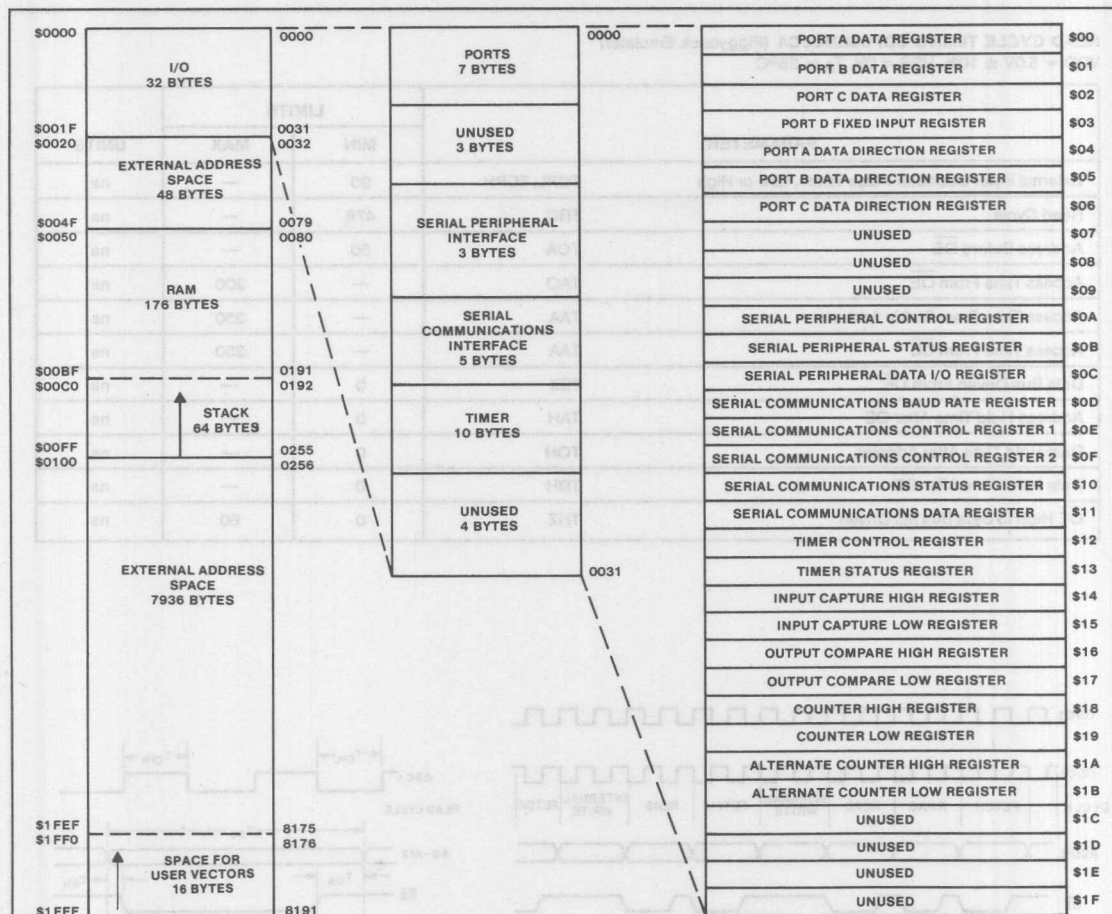 $0000
I/O
32 BYTES
$001F
$0020
EXTERNAL ADDRESS
SPACE
48 BYTES
$004F
$0050
RAM
176 BYTES
$00BF
$00C0
STACK
64 BYTES
$00FF
$0100
EXTERNAL ADDRESS
SPACE
7936 BYTES
$1FEF
$1FF0
SPACE FOR
USER VECTORS
16 BYTES
$1FFF
0000
0031
0032
0079
0080
0191
0192
0255
0256
8175
8176
8191
PORTS
7 BYTES
UNUSED
3 BYTES
SERIAL PERIPHERAL
INTERFACE
3 BYTES
SERIAL
COMMUNICATIONS
INTERFACE
5 BYTES
TIMER
10 BYTES
UNUSED
4 BYTES
0000
0031
PORT A DATA REGISTER $00
PORT B DATA REGISTER $01
PORT C DATA REGISTER $02
PORT D FIXED INPUT REGISTER $03
PORT A DATA DIRECTION REGISTER $04
PORT B DATA DIRECTION REGISTER $05
PORT C DATA DIRECTION REGISTER $06
UNUSED $07
UNUSED $08
UNUSED $09
SERIAL PERIPHERAL CONTROL REGISTER $0A
SERIAL PERIPHERAL STATUS REGISTER $0B
SERIAL PERIPHERAL DATA I/O REGISTER $0C
SERIAL COMMUNICATIONS BAUD RATE REGISTER $0D
SERIAL COMMUNICATIONS CONTROL REGISTER 1 $0E
SERIAL COMMUNICATIONS CONTROL REGISTER 2 $0F
SERIAL COMMUNICATIONS STATUS REGISTER $10
SERIAL COMMUNICATIONS DATA REGISTER $11
TIMER CONTROL REGISTER $12
TIMER STATUS REGISTER $13
INPUT CAPTURE HIGH REGISTER $14
INPUT CAPTURE LOW REGISTER $15
OUTPUT COMPARE HIGH REGISTER $16
OUTPUT COMPARE LOW REGISTER $17
COUNTER HIGH REGISTER $18
COUNTER LOW REGISTER $19
ALTERNATE COUNTER HIGH REGISTER $1A
ALTERNATE COUNTER LOW REGISTER $1B
UNUSED $1C
UNUSED $1D
UNUSED $1E
UNUSED $1F